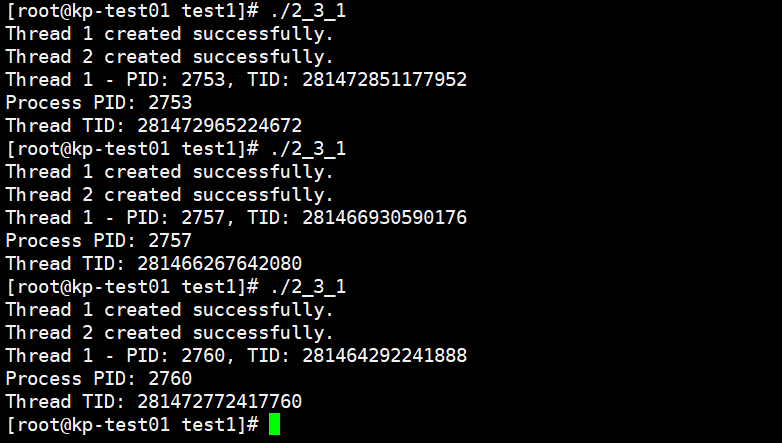 [root@kp-test01 test1]# ./2_3_1
Thread 1 created successfully.
Thread 2 created successfully.
Thread 1 - PID: 2753, TID: 281472851177952
Process PID: 2753
Thread TID: 281472965224672
[root@kp-test01 test1]# ./2_3_1
Thread 1 created successfully.
Thread 2 created successfully.
Thread 1 - PID: 2757, TID: 281466930590176
Process PID: 2757
Thread TID: 281466267642080
[root@kp-test01 test1]# ./2_3_1
Thread 1 created successfully.
Thread 2 created successfully.
Thread 1 - PID: 2760, TID: 281464292241888
Process PID: 2760
Thread TID: 281472772417760
[root@kp-test01 test1]#